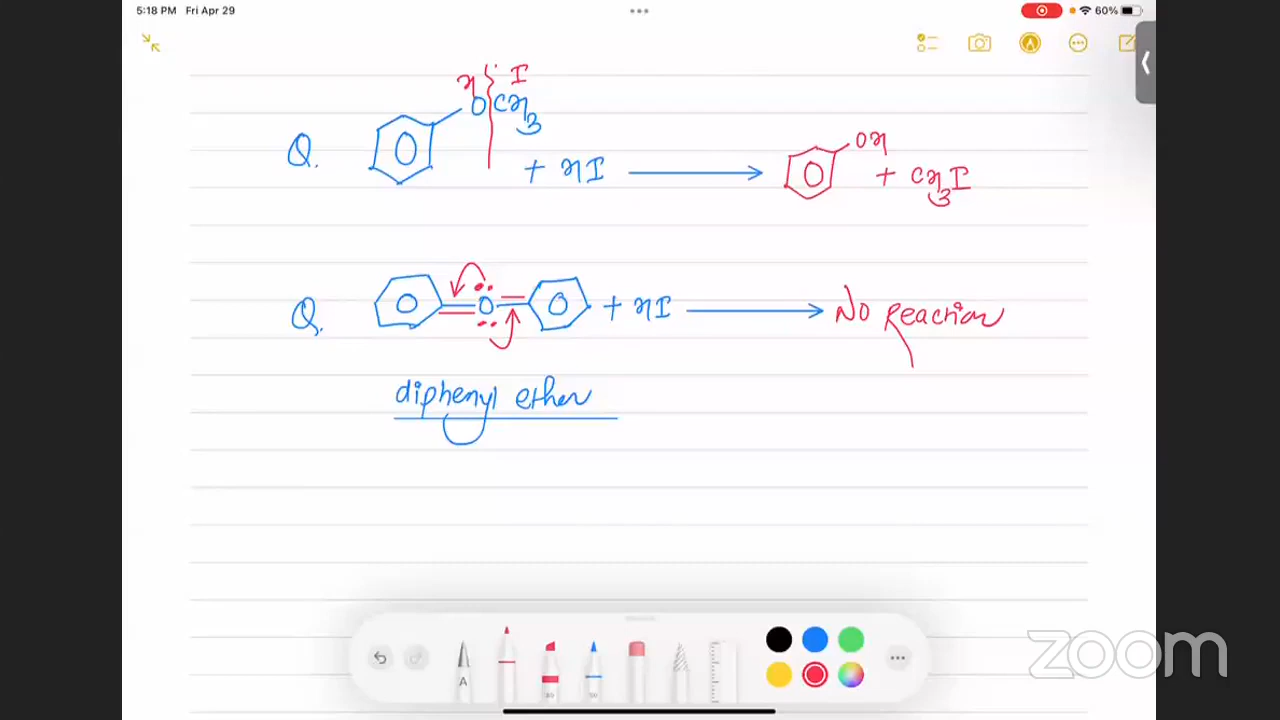 5:18 PM Fri Apr 29
60%
H I
OCH3
Q. + HI → OH + CH3I
Q. O + HI → No Reaction
diphenyl ether
A
zoom